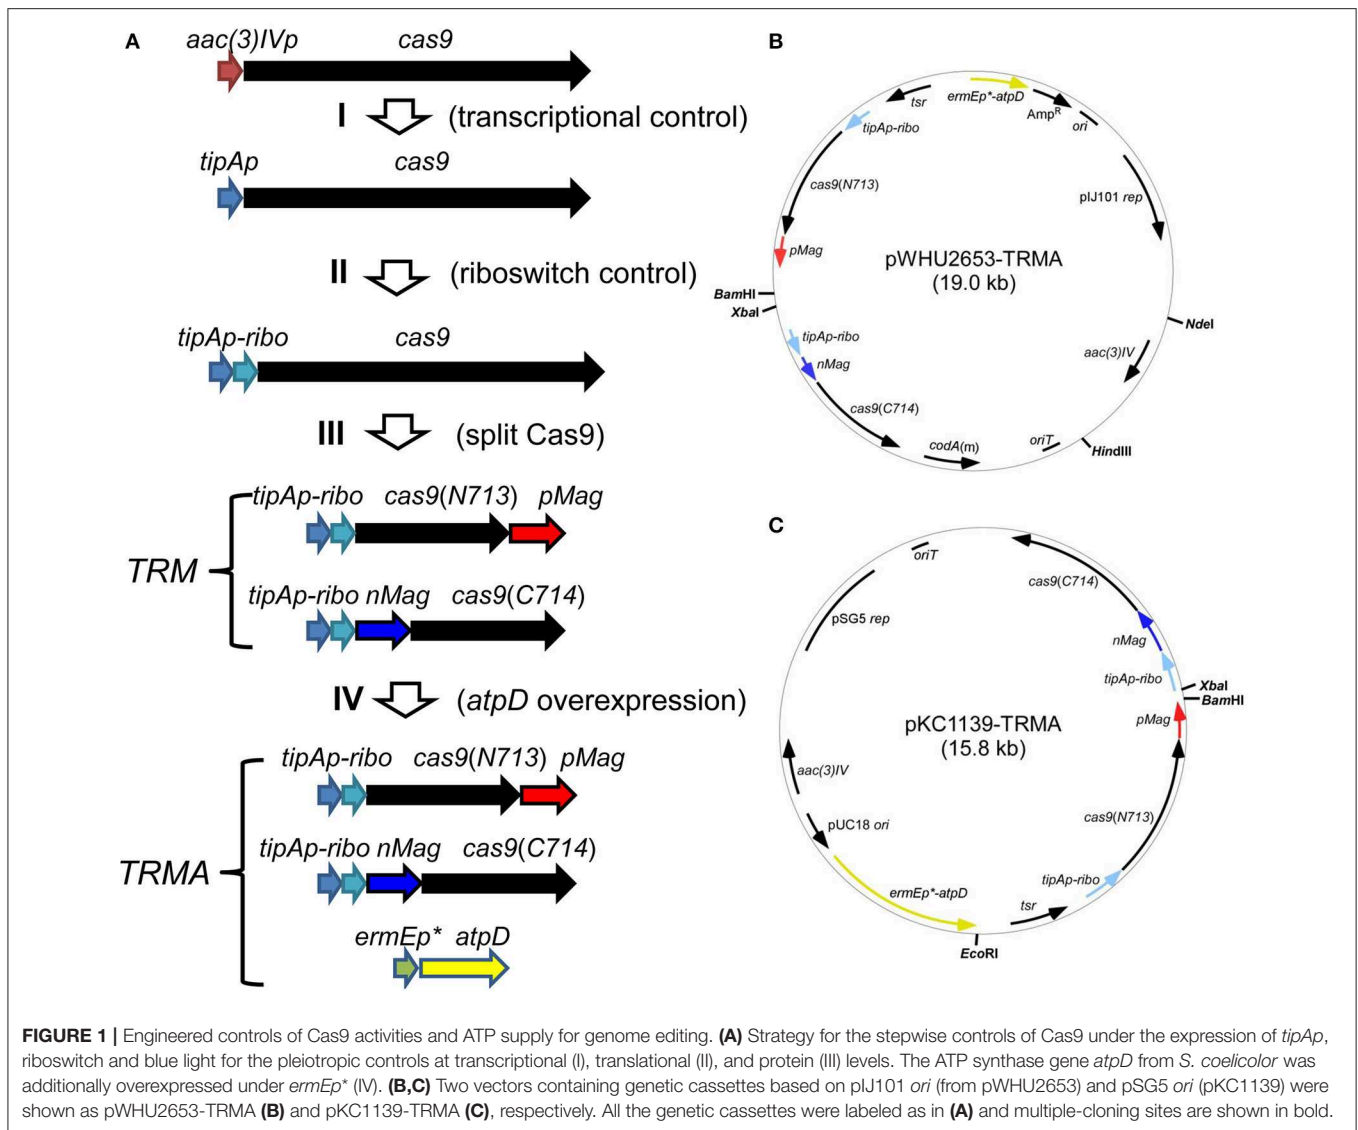 A
aac(3)IVp cas9
I (transcriptional control)
tipAp cas9
II (riboswitch control)
tipAp-ribo cas9
III (split Cas9)
tipAp-ribo cas9(N713) pMag
TRM
tipAp-ribo nMag cas9(C714)
IV (atpD overexpression)
tipAp-ribo cas9(N713) pMag
TRMA
tipAp-ribo nMag cas9(C714)
ermEp* atpD
B
ermEp*-atpD
tsr
AmpR
ori
tipAp-ribo
cas9(N713)
pIJ101 rep
pMag
pWHU2653-TRMA
(19.0 kb)
BamHI
XbaI
NdeI
tipAp-ribo
nMag
aac(3)IV
cas9(C714)
codA(m)
oriT
HindIII
C
oriT
cas9(C714)
pSG5 rep
nMag
tipAp-ribo
XbaI
BamHI
pMag
pKC1139-TRMA
(15.8 kb)
aac(3)IV
pUC18 ori
cas9(N713)
tipAp-ribo
ermEp*-atpD
tsr
EcoRI
FIGURE 1 | Engineered controls of Cas9 activities and ATP supply for genome editing. (A) Strategy for the stepwise controls of Cas9 under the expression of tipAp,
riboswitch and blue light for the pleiotropic controls at transcriptional (I), translational (II), and protein (III) levels. The ATP synthase gene atpD from S. coelicolor was
additionally overexpressed under ermEp* (IV). (B,C) Two vectors containing genetic cassettes based on pIJ101 ori (from pWHU2653) and pSG5 ori (pKC1139) were
shown as pWHU2653-TRMA (B) and pKC1139-TRMA (C), respectively. All the genetic cassettes were labeled as in (A) and multiple-cloning sites are shown in bold.